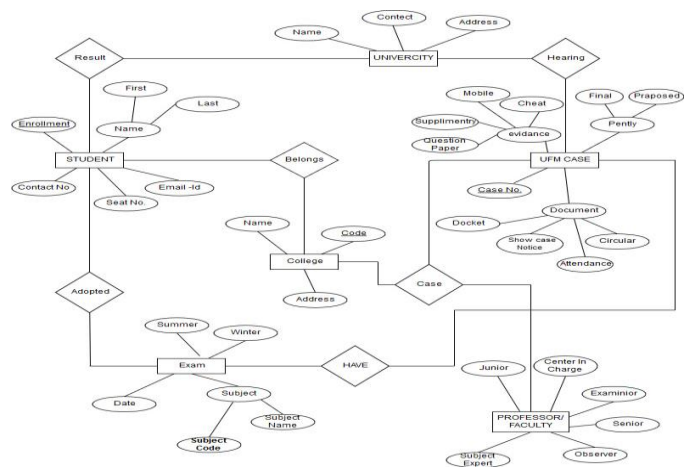 Name
Contect
Address
Result
UNIVERCITY
Hearing
First
Last
Enrollment
Name
STUDENT
Contact No
Seat No.
Email -Id
Belongs
Mobile
Cheat
Supplimentry
evidance
Question
Paper
Final
Praposed
Pently
UFM CASE
Case No.
Document
Docket
Show case
Notice
Circular
Attendance
Name
Code
College
Address
Case
Adopted
Summer
Winter
Exam
HAVE
Date
Subject
Subject
Name
Subject
Code
Junior
Center In
Charge
Examinior
PROFESSOR/
FACULTY
Senior
Subject
Expert
Observer